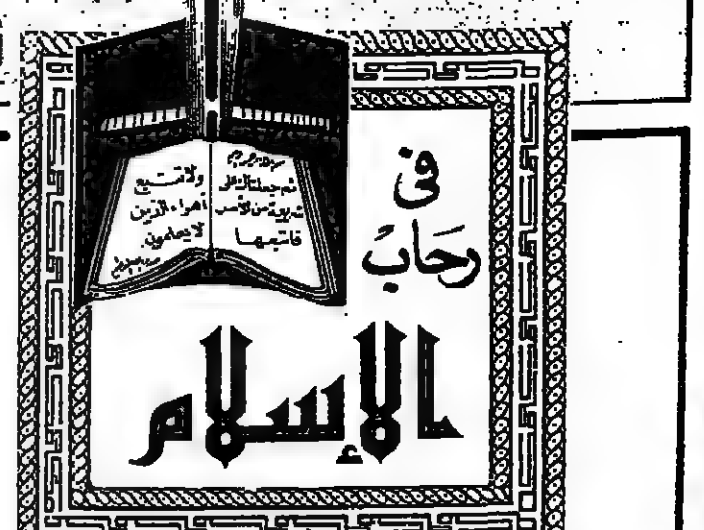 في
رحاب
الإسلام
ثم جعلناك على
شريعة من الأمر
فاتبعها
ولا تتبع
أهواء الذين
لا يعلمون